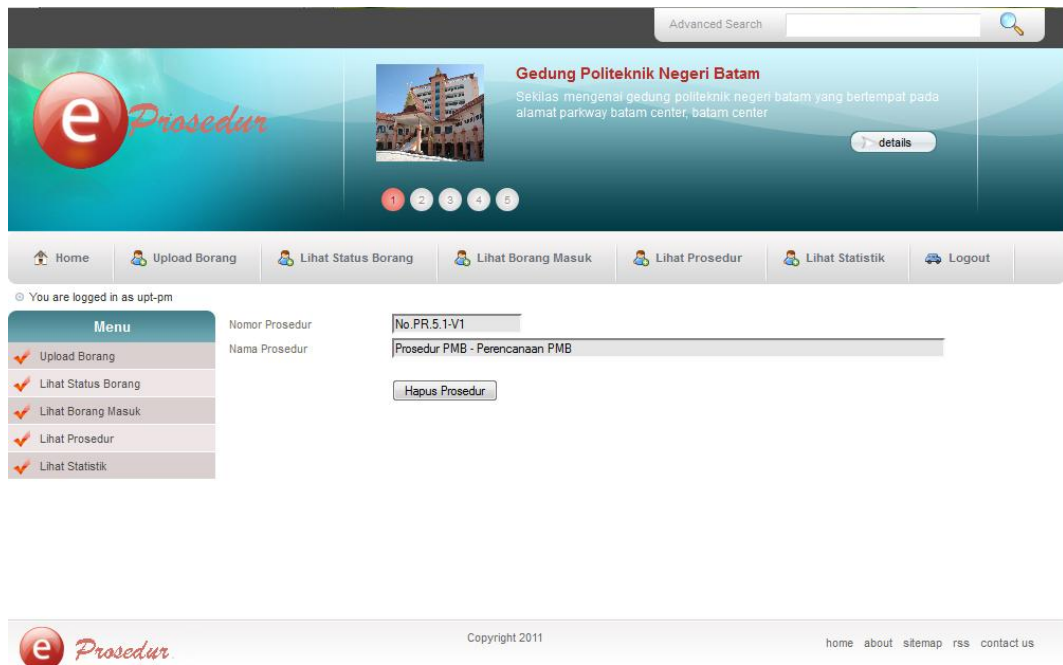 Advanced Search
e Prosedur
Gedung Politeknik Negeri Batam
Sekilas mengenai gedung politeknik negeri batam yang bertempat pada
alamat parkway batam center, batam center
details
1 2 3 4 5
Home Upload Borang Lihat Status Borang Lihat Borang Masuk Lihat Prosedur Lihat Statistik Logout
You are logged in as upt-pm
Menu
Upload Borang
Lihat Status Borang
Lihat Borang Masuk
Lihat Prosedur
Lihat Statistik
Nomor Prosedur No.PR.5.1-V1
Nama Prosedur Prosedur PMB - Perencanaan PMB
Hapus Prosedur
e Prosedur
Copyright 2011
home about sitemap rss contact us